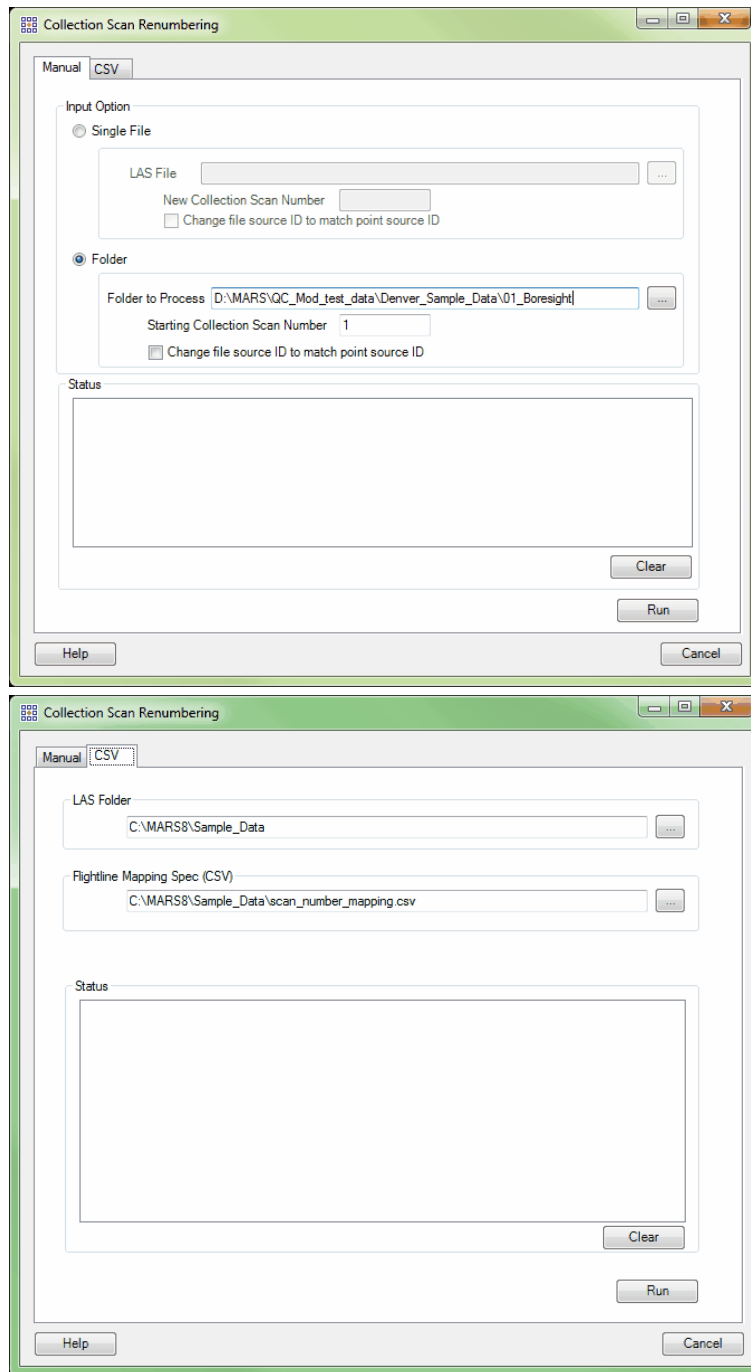 Collection Scan Renumbering
Manual CSV
Input Option
Single File
LAS File ...
New Collection Scan Number
Change file source ID to match point source ID
Folder
Folder to Process D:\MARS\QC_Mod_test_data\Denver_Sample_Data\01_Boresight ...
Starting Collection Scan Number 1
Change file source ID to match point source ID
Status
Clear
Run
Help Cancel
Collection Scan Renumbering
Manual CSV
LAS Folder
C:\MARS8\Sample_Data ...
Flightline Mapping Spec (CSV)
C:\MARS8\Sample_Data\scan_number_mapping.csv ...
Status
Clear
Run
Help Cancel